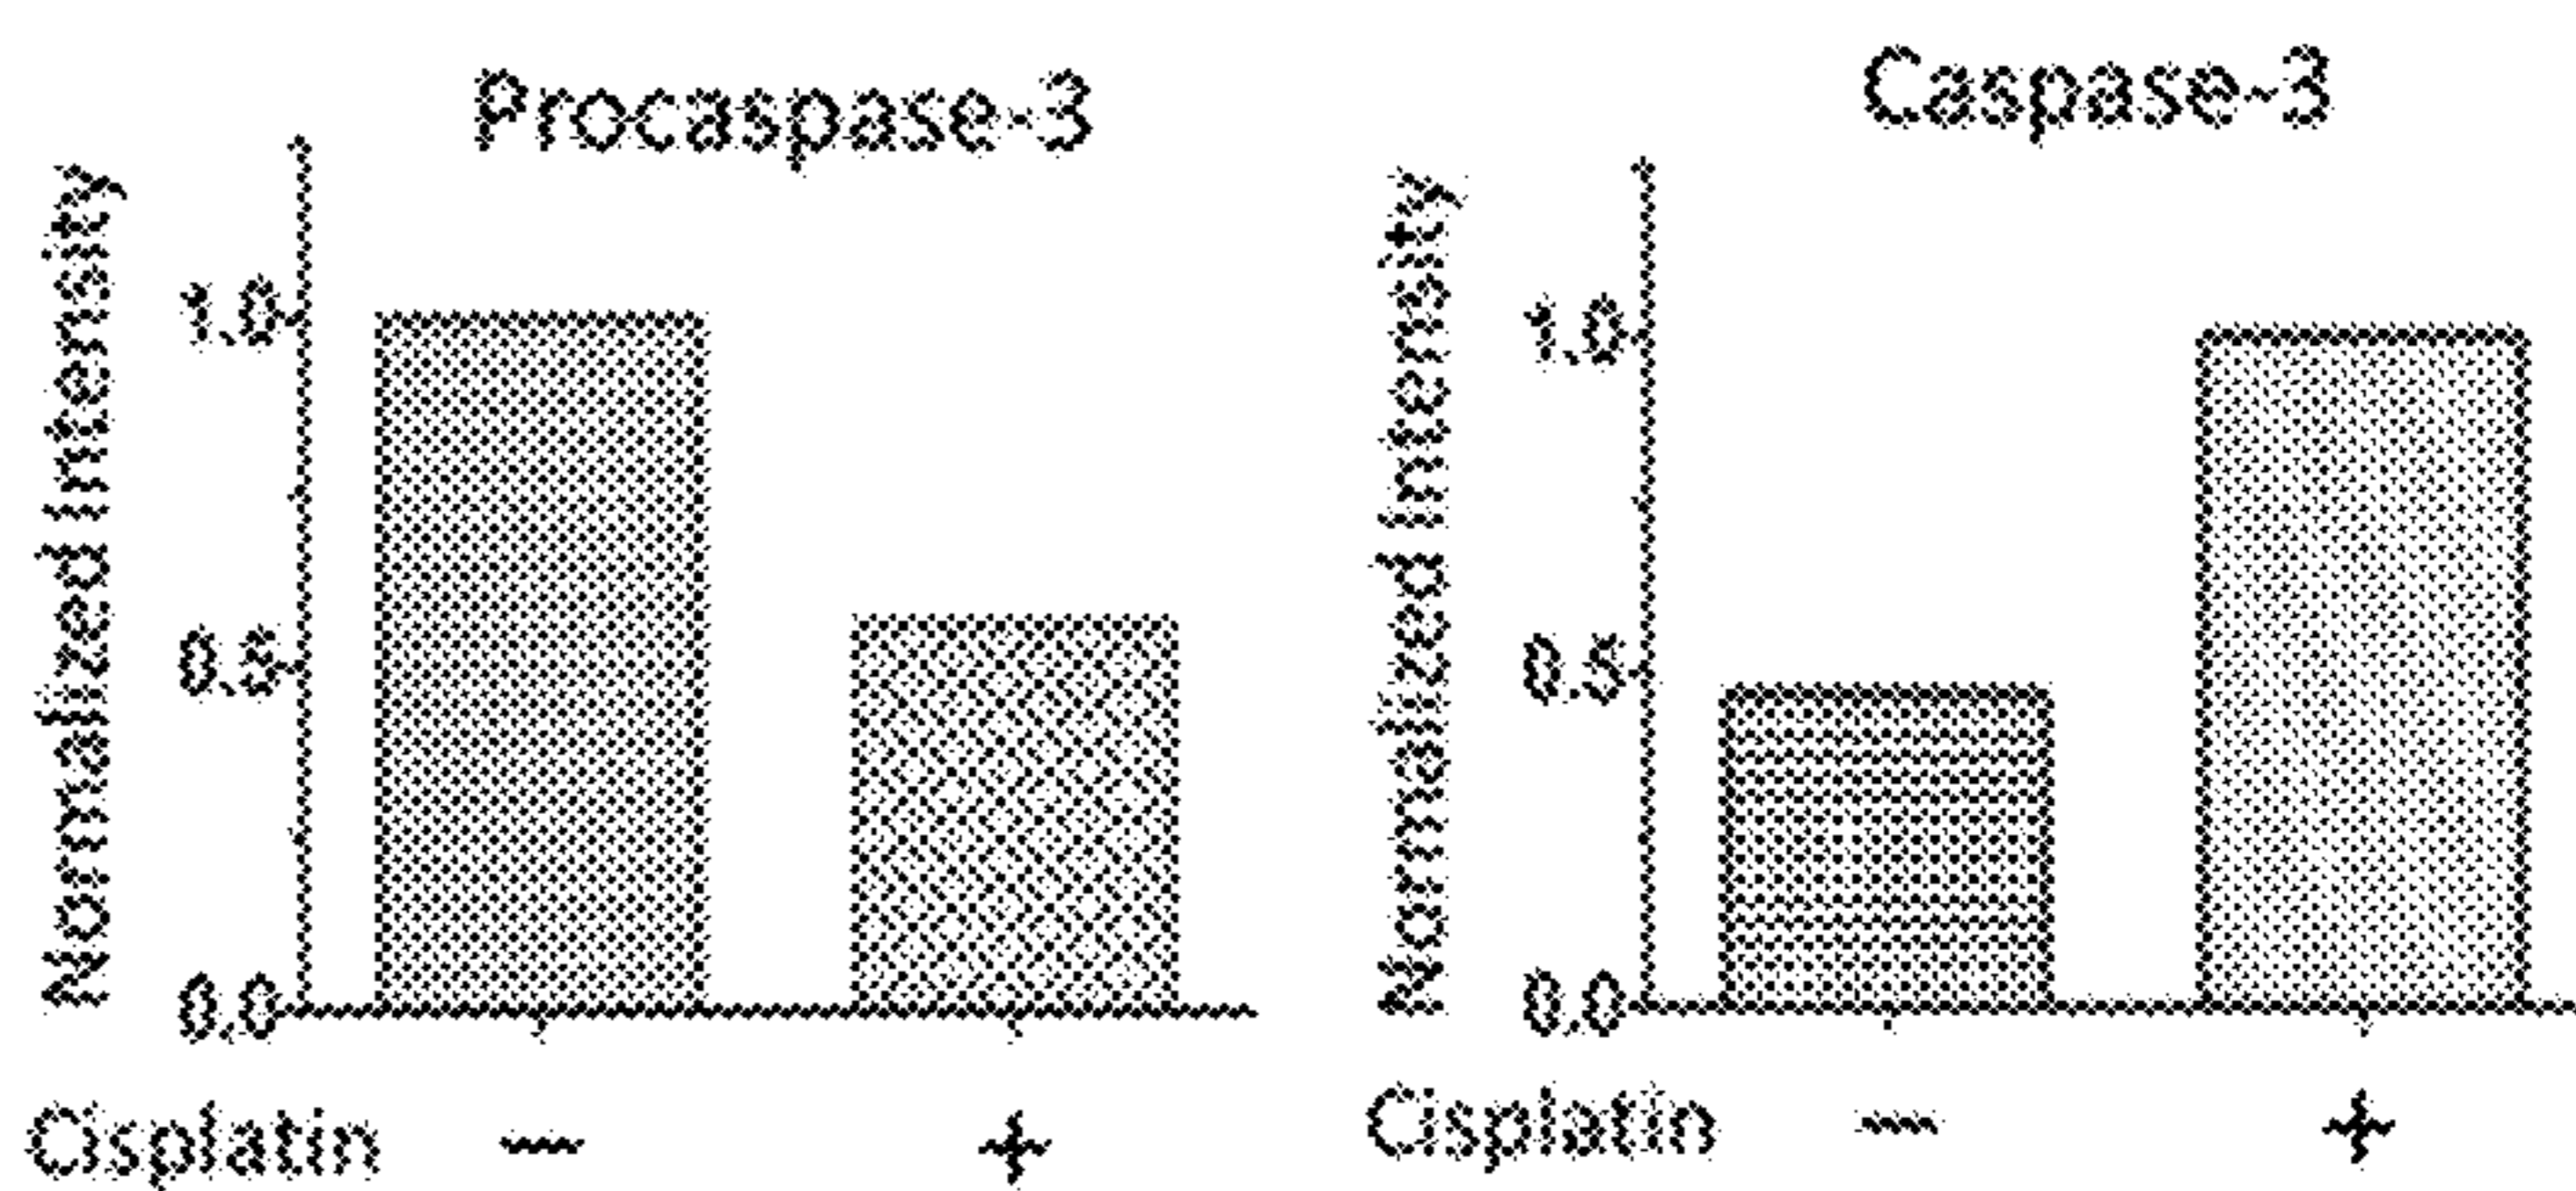 Procaspase-3
Normalized Intensity
1.0
0.5
0.0
Cisplatin — +
Caspase-3
Normalized Intensity
1.0
0.5
0.0
Cisplatin — +